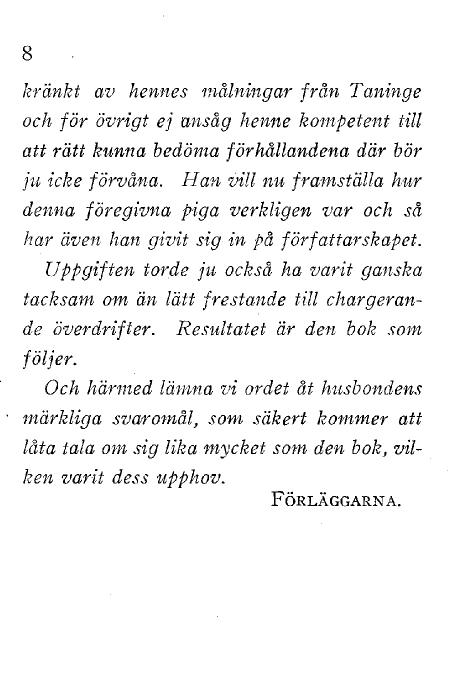 8
kränkt av hennes målningar från Taninge
och för övrigt ej ansåg henne kompetent till
att rätt kunna bedöma förhållandena där bör
ju icke förvåna. Han vill nu framställa hur
denna föregivna piga verkligen var och så
har även han givit sig in på författarskapet.
Uppgiften torde ju också ha varit ganska
tacksam om än lätt frestande till chargeran-
de överdrifter. Resultatet är den bok som
följer.
Och härmed lämna vi ordet åt husbondens
märkliga svaromål, som säkert kommer att
låta tala om sig lika mycket som den bok, vil-
ken varit dess upphov.
FÖRLÄGGARNA.